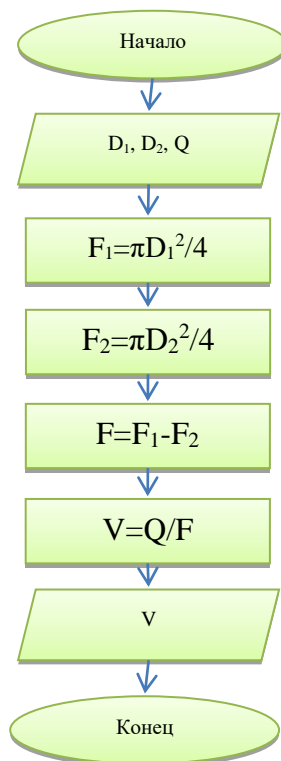 Начало
D₁, D₂, Q
F₁=πD₁²/4
F₂=πD₂²/4
F=F₁-F₂
V=Q/F
V
Конец